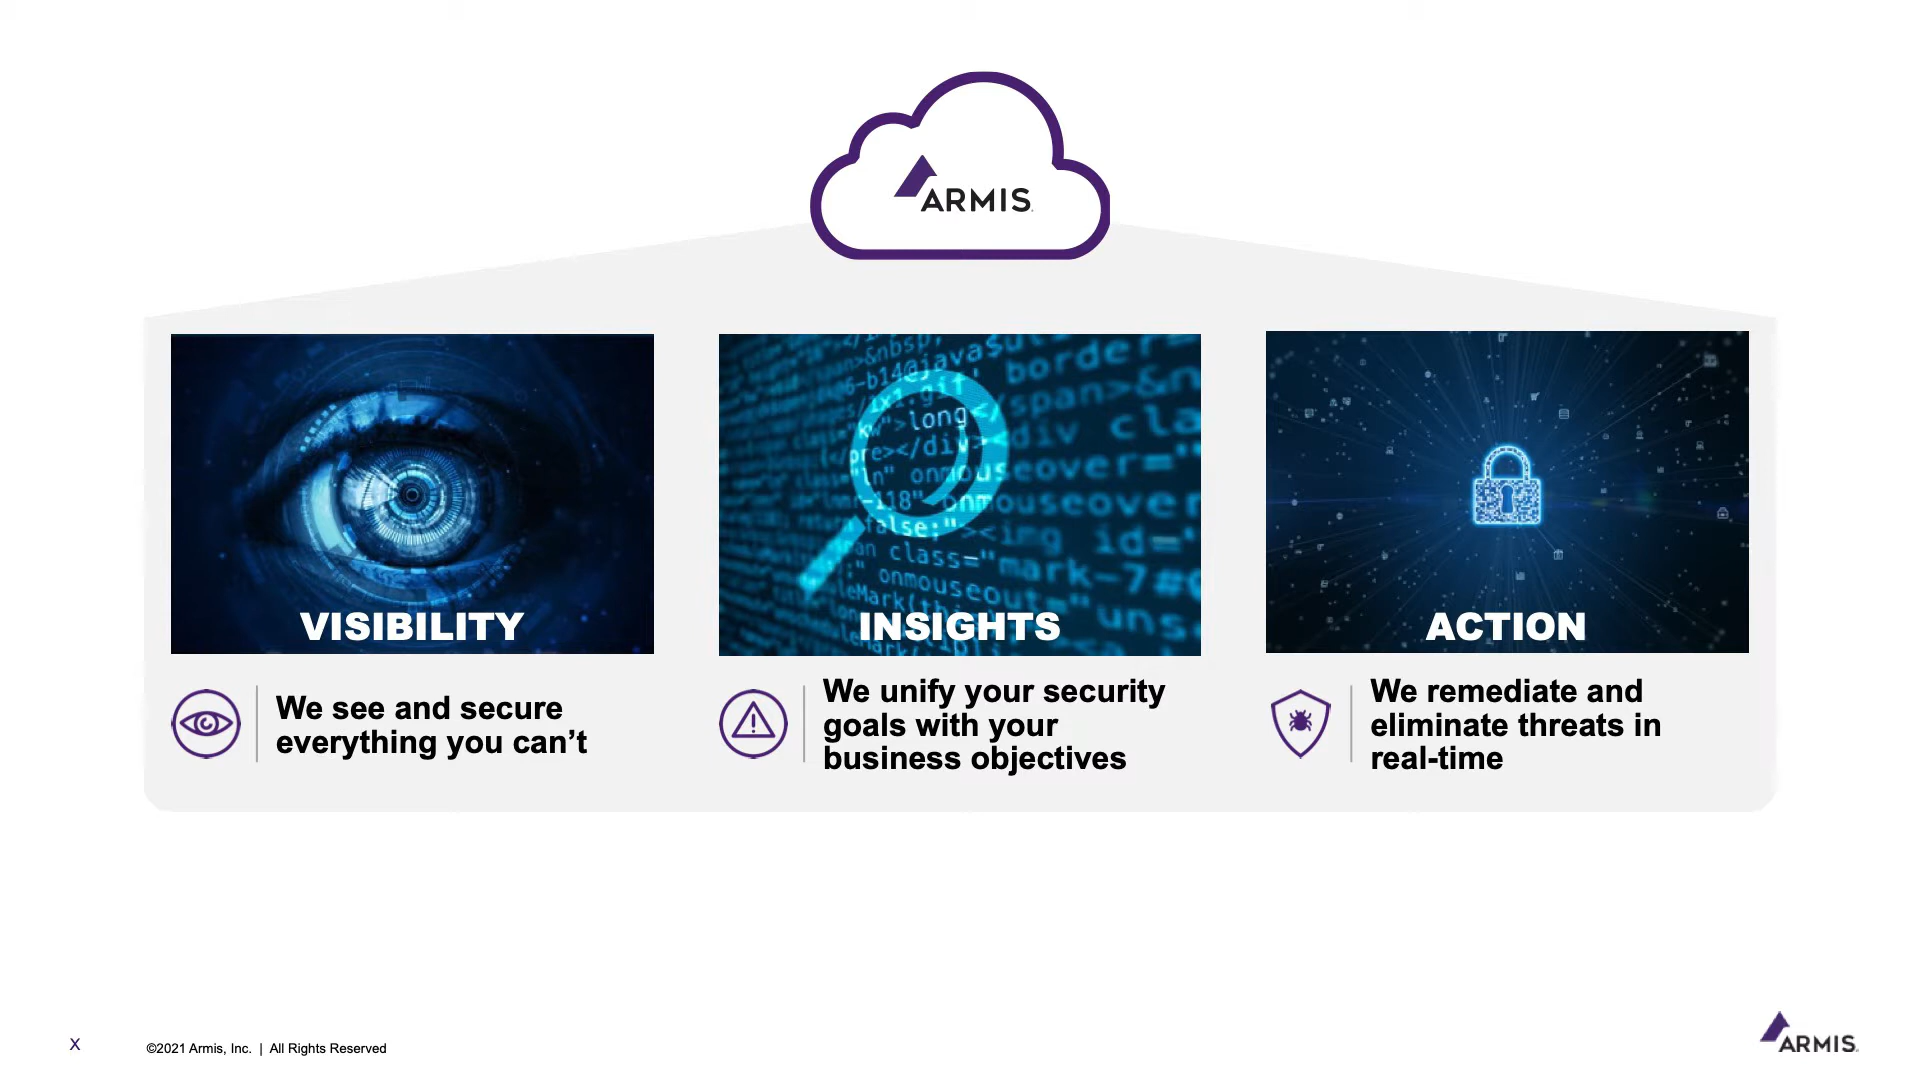 ARMIS
</div>
VISIBILITY
INSIGHTS
ACTION
We see and secure
everything you can’t
We unify your security
goals with your
business objectives
We remediate and
eliminate threats in
real-time
X
©2021 Armis, Inc. | All Rights Reserved
ARMIS